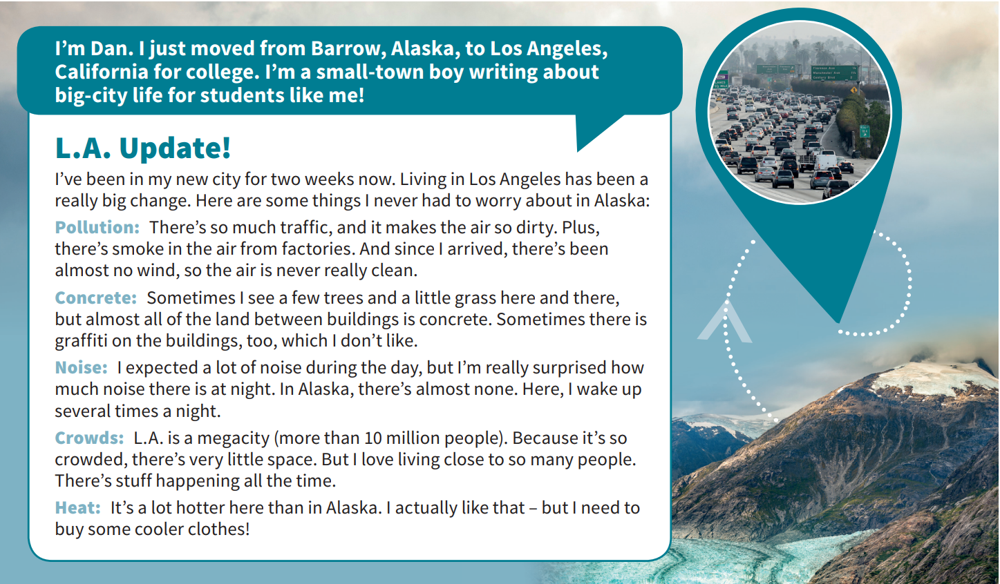 I’m Dan. I just moved from Barrow, Alaska, to Los Angeles,
California for college. I’m a small-town boy writing about
big-city life for students like me!
L.A. Update!
I’ve been in my new city for two weeks now. Living in Los Angeles has been a
really big change. Here are some things I never had to worry about in Alaska:
Pollution: There’s so much traffic, and it makes the air so dirty. Plus,
there’s smoke in the air from factories. And since I arrived, there’s been
almost no wind, so the air is never really clean.
Concrete: Sometimes I see a few trees and a little grass here and there,
but almost all of the land between buildings is concrete. Sometimes there is
graffiti on the buildings, too, which I don’t like.
Noise: I expected a lot of noise during the day, but I’m really surprised how
much noise there is at night. In Alaska, there’s almost none. Here, I wake up
several times a night.
Crowds: L.A. is a megacity (more than 10 million people). Because it’s so
crowded, there’s very little space. But I love living close to so many people.
There’s stuff happening all the time.
Heat: It’s a lot hotter here than in Alaska. I actually like that – but I need to
buy some cooler clothes!
Florence Ave
Manchester Ave
Century Blvd
LANES